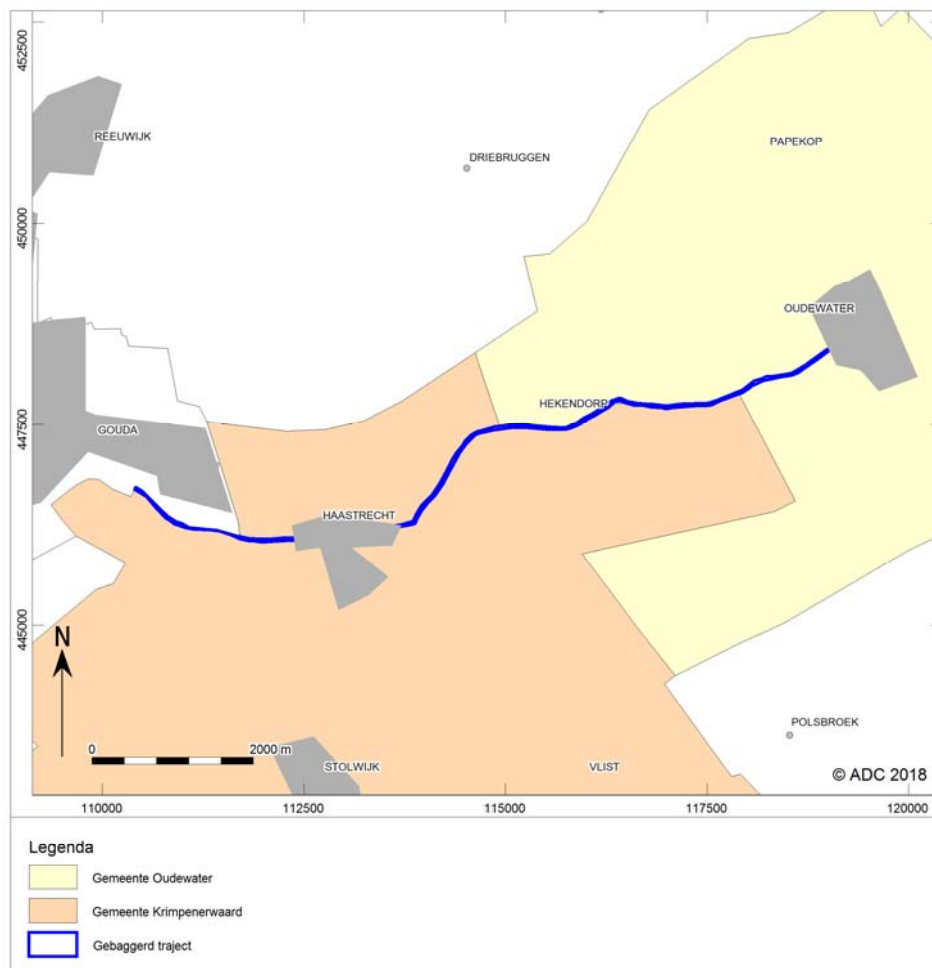 452500
REEUWIJK
DRIEBRUGGEN
PAPEKOP
450000
OUDEWATER
HEKENDORP
447500
GOUDA
HAASTRECHT
445000
N
POLSBROEK
0 2000 m
STOLWIJK
VLIST
© ADC 2018
110000 112500 115000 117500 120000
Legenda
Gemeente Oudewater
Gemeente Krimpenerwaard
Gebaggerd traject